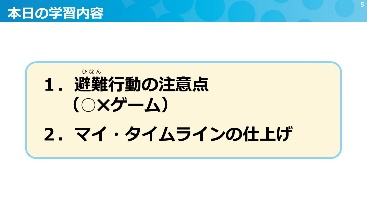 本日の学習内容
5
ひなん
１．避難行動の注意点
（○×ゲーム）
２．マイ・タイムラインの仕上げ